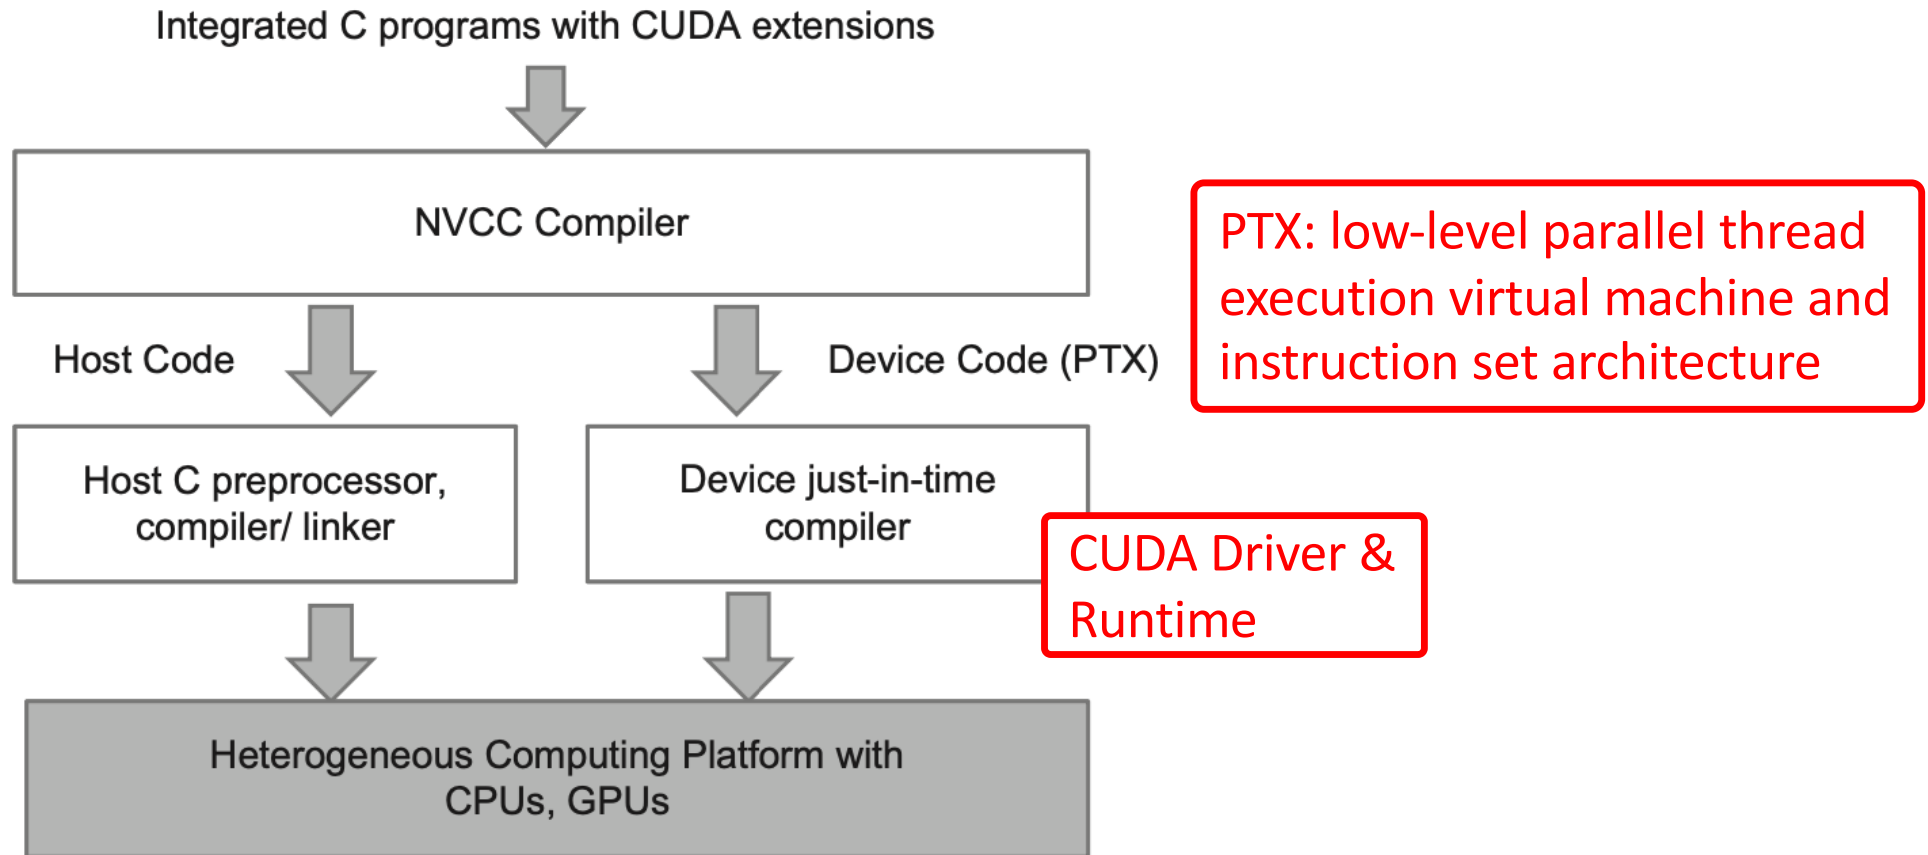 Integrated C programs with CUDA extensions
NVCC Compiler
PTX: low-level parallel thread
execution virtual machine and
instruction set architecture
Host Code
Device Code (PTX)
Host C preprocessor,
compiler/ linker
Device just-in-time
compiler
CUDA Driver &
Runtime
Heterogeneous Computing Platform with
CPUs, GPUs